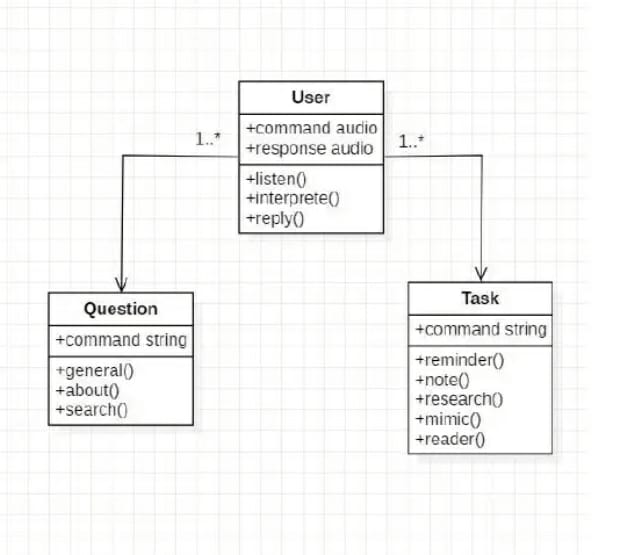 User
+command audio
+response audio
+listen()
+interprete()
+reply()
1..*
1..*
Question
+command string
+general()
+about()
+search()
Task
+command string
+reminder()
+note()
+research()
+mimic()
+reader()